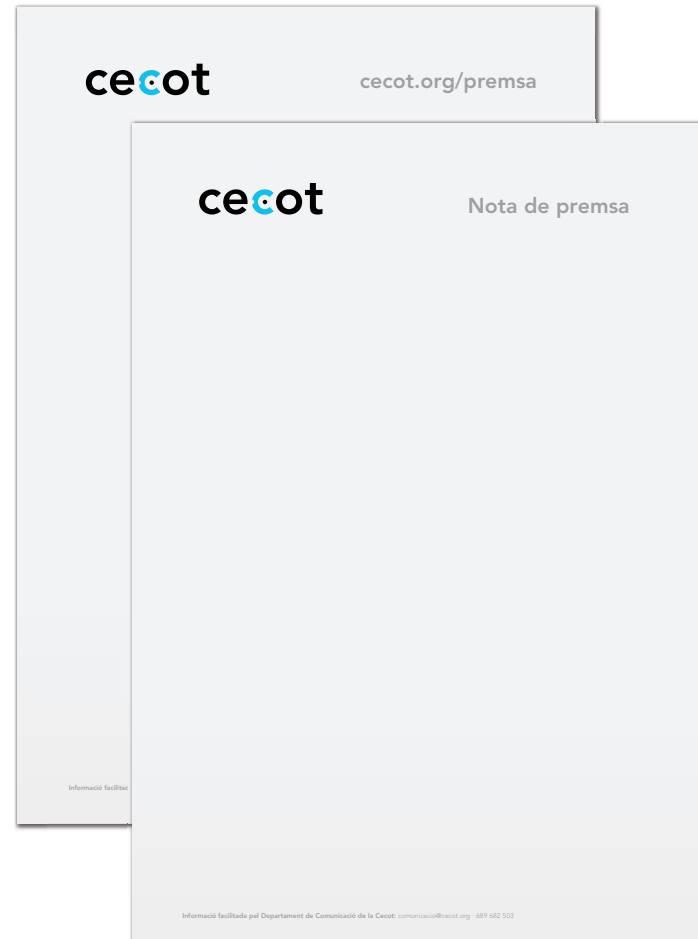 cecot
cecot.org/premsa
cecot
Nota de premsa
Informació facilitac
Informació facilitada pel Departament de Comunicació de la Cecot: comunicacio@cecot.org - 689 682 503